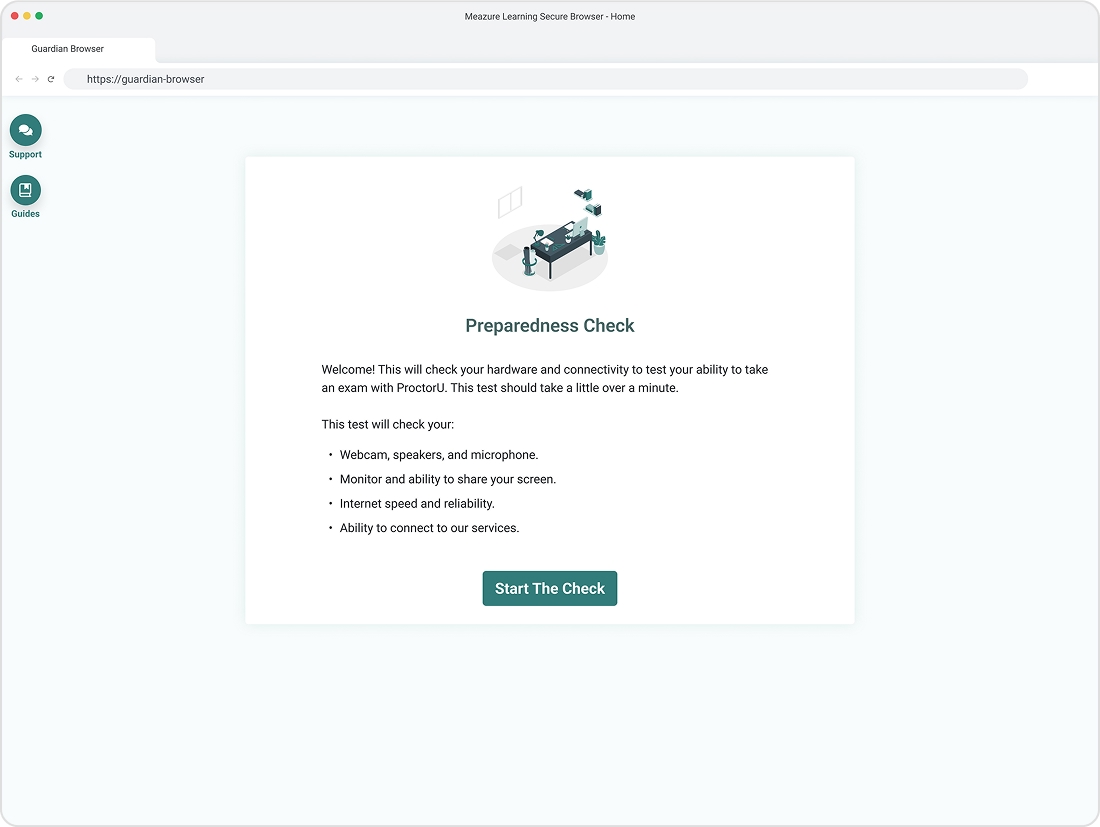 Meazure Learning Secure Browser - Home
Guardian Browser
https://guardian-browser
Support
Guides
Preparedness Check
Welcome! This will check your hardware and connectivity to test your ability to take
an exam with ProctorU. This test should take a little over a minute.
This test will check your:
• Webcam, speakers, and microphone.
• Monitor and ability to share your screen.
• Internet speed and reliability.
• Ability to connect to our services.
Start The Check